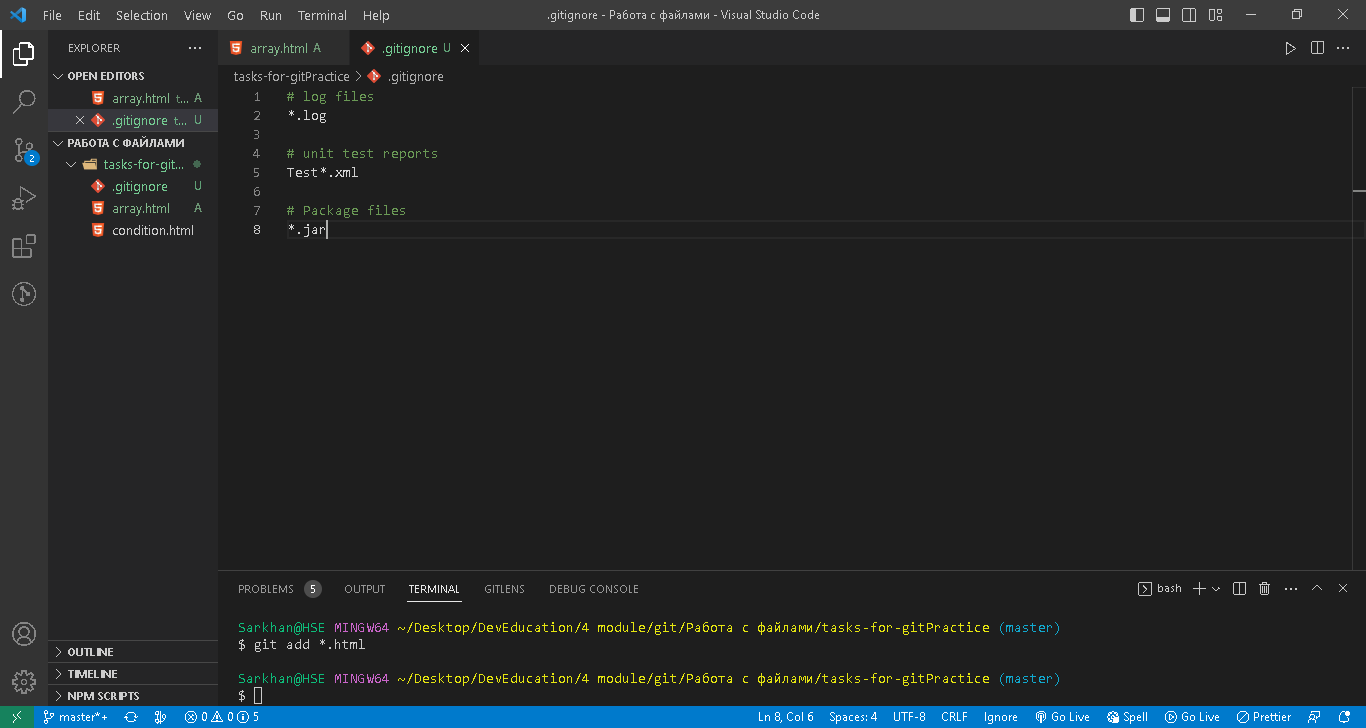 File Edit Selection View Go Run Terminal Help .gitignore - Работа с файлами - Visual Studio Code
EXPLORER
array.html A .gitignore U
OPEN EDITORS
array.html t... A
.gitignore t... U
РАБОТА С ФАЙЛАМИ
tasks-for-git...
.gitignore U
array.html A
condition.html
2
OUTLINE
TIMELINE
NPM SCRIPTS
tasks-for-gitPractice > .gitignore
1 # log files
2 *.log
3
4 # unit test reports
5 Test*.xml
6
7 # Package files
8 *.jar
PROBLEMS 5 OUTPUT TERMINAL GITLENS DEBUG CONSOLE bash
Sarkhan@HSE MINGW64 ~/Desktop/DevEducation/4 module/git/Работа с файлами/tasks-for-gitPractice (master)
$ git add *.html
Sarkhan@HSE MINGW64 ~/Desktop/DevEducation/4 module/git/Работа с файлами/tasks-for-gitPractice (master)
$
master*+ 0 0 5 Ln 8, Col 6 Spaces: 4 UTF-8 CRLF Ignore Go Live Spell Go Live Prettier